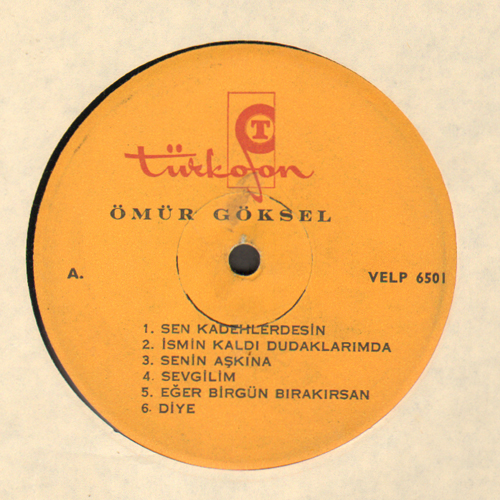 T
türkofon
ÖMÜR GÖKSEL
A.
VELP 6501
1. SEN KADEHLERDESİN
2. İSMİN KALDI DUDAKLARIMDA
3. SENİN AŞKINA
4. SEVGİLİM
5. EĞER BİRGÜN BIRAKIRSAN
6. DİYE